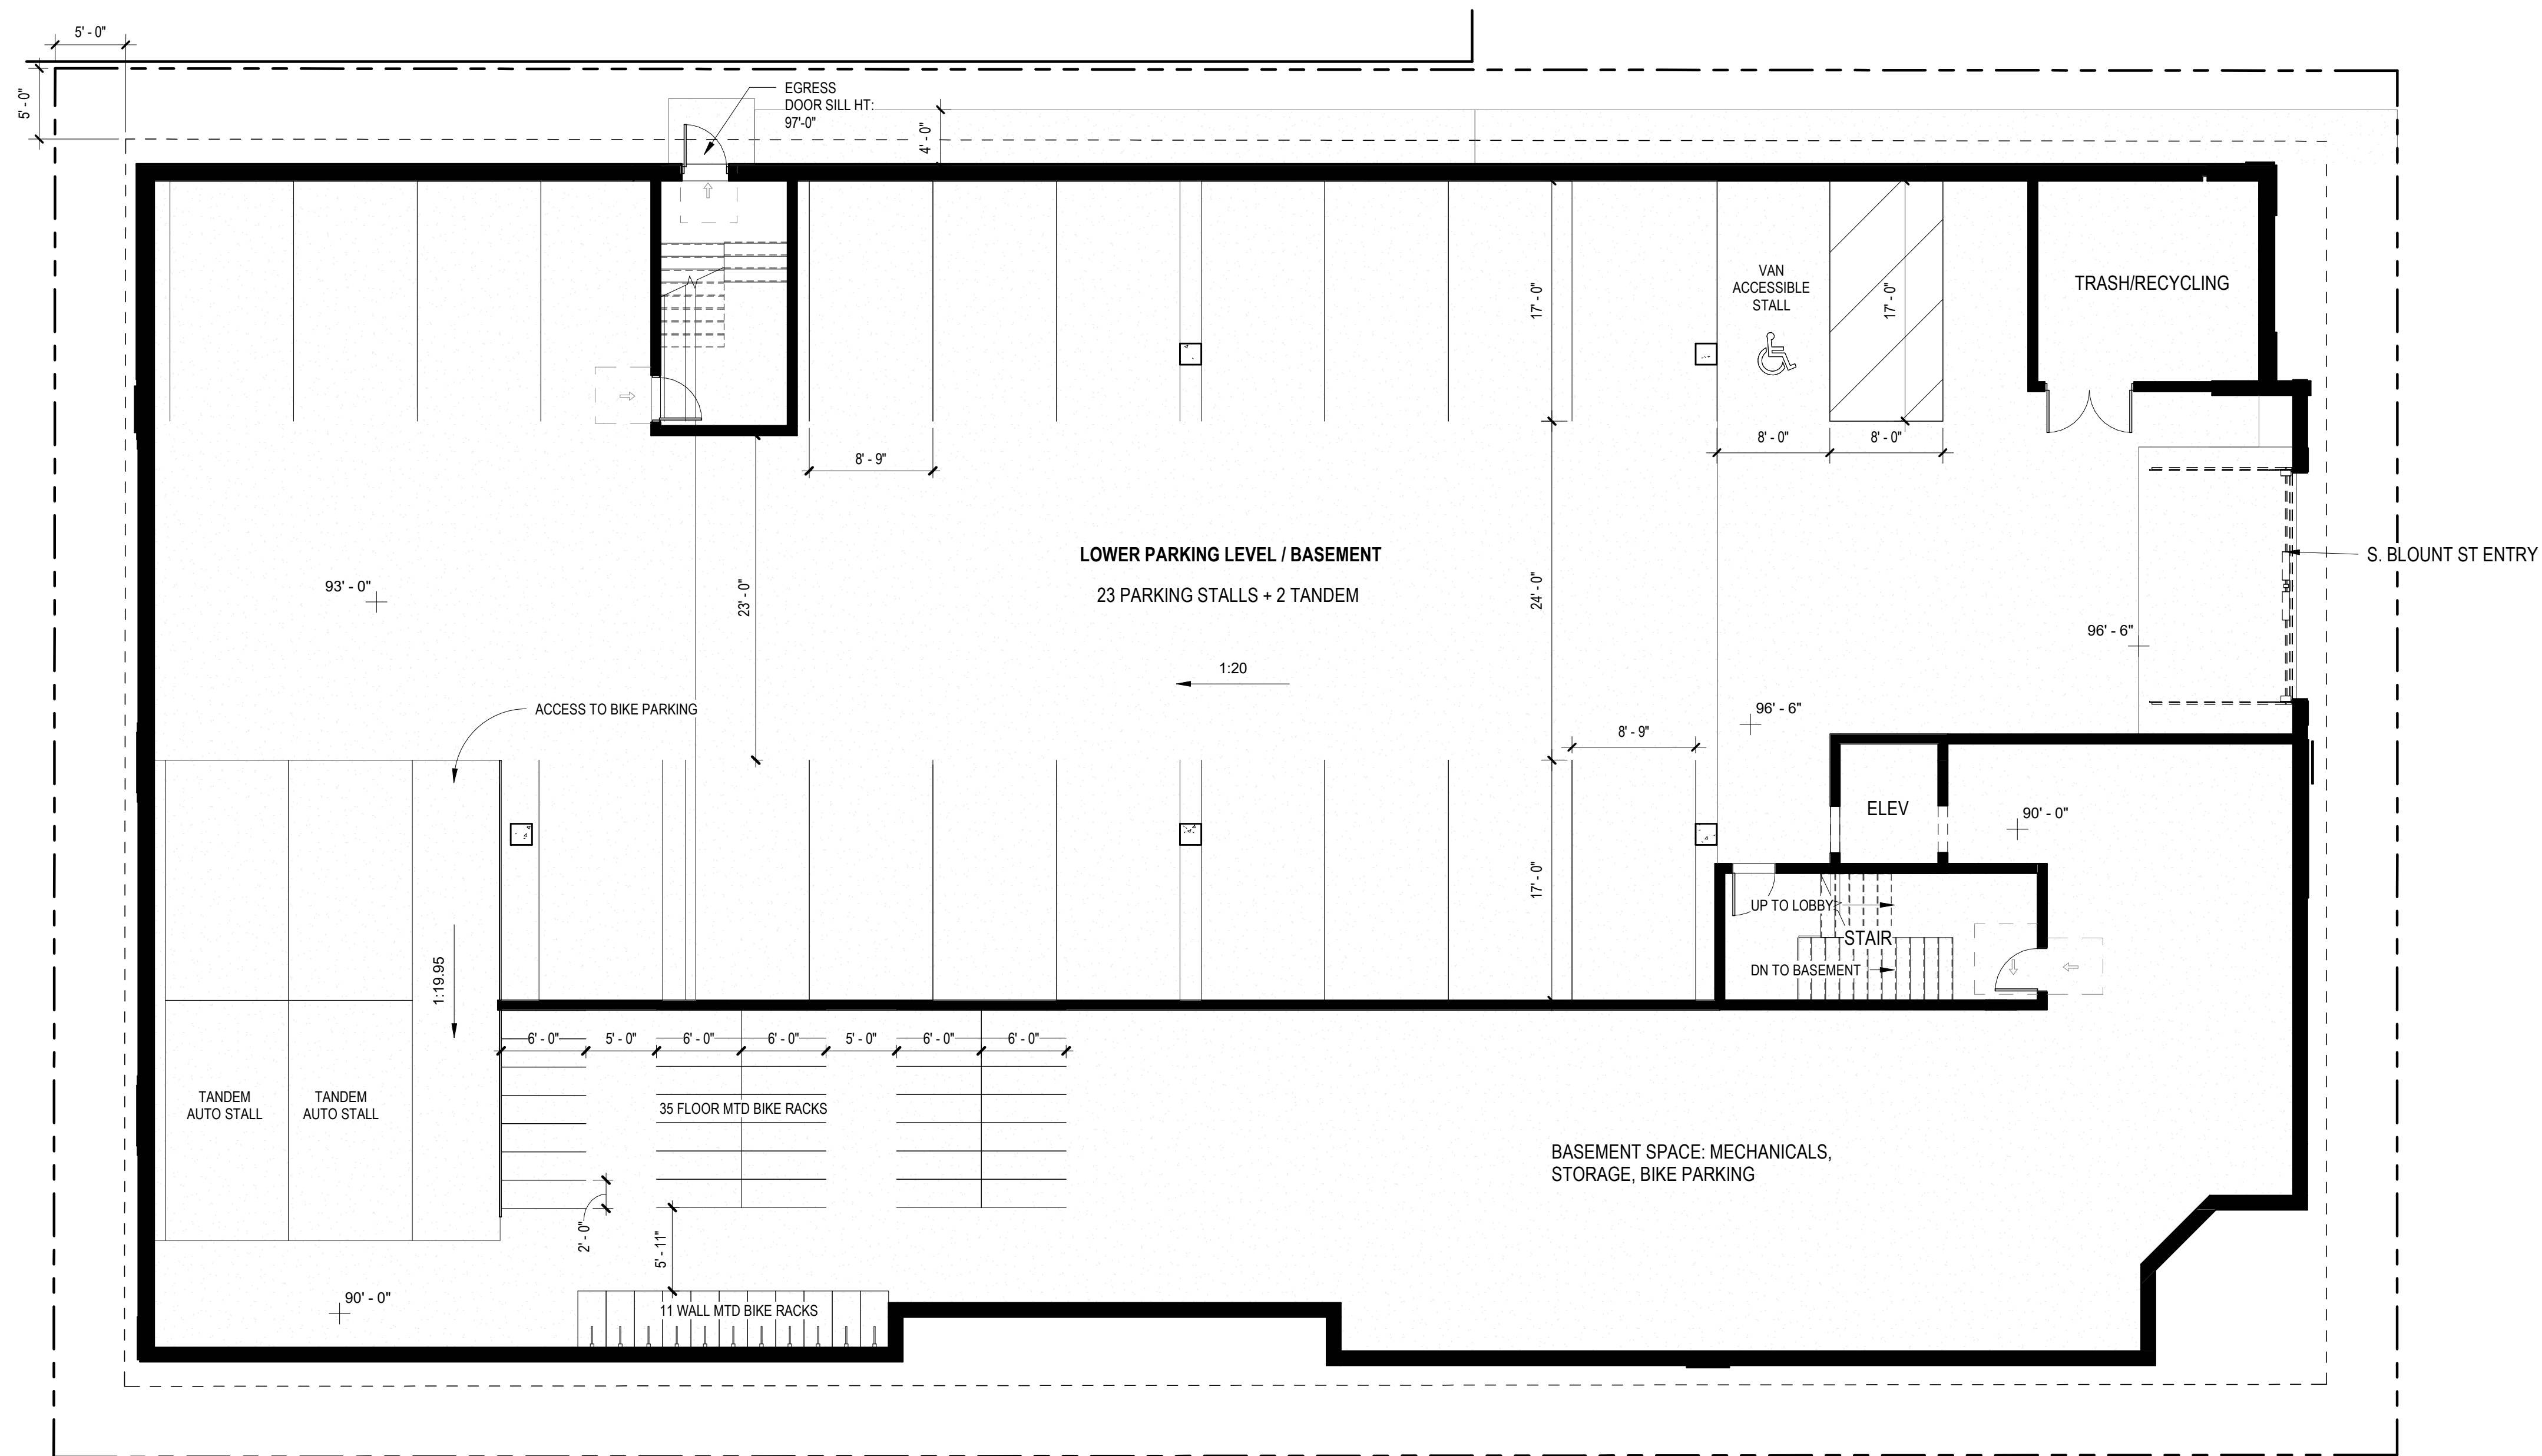 5' - 0"
5' - 0"
EGRESS
DOOR SILL HT:
97'-0"
4' - 0"
VAN
ACCESSIBLE
STALL
17' - 0"
17' - 0"
TRASH/RECYCLING
8' - 9"
8' - 0"
8' - 0"
LOWER PARKING LEVEL / BASEMENT
23 PARKING STALLS + 2 TANDEM
S. BLOUNT ST ENTRY
93' - 0"
23' - 0"
24' - 0"
96' - 6"
1:20
ACCESS TO BIKE PARKING
96' - 6"
8' - 9"
ELEV
90' - 0"
17' - 0"
UP TO LOBBY
STAIR
DN TO BASEMENT
1:19.95
6' - 0"
5' - 0"
6' - 0"
6' - 0"
5' - 0"
6' - 0"
6' - 0"
TANDEM
AUTO STALL
TANDEM
AUTO STALL
35 FLOOR MTD BIKE RACKS
BASEMENT SPACE: MECHANICALS,
STORAGE, BIKE PARKING
2' - 0"
5' - 11"
90' - 0"
11 WALL MTD BIKE RACKS